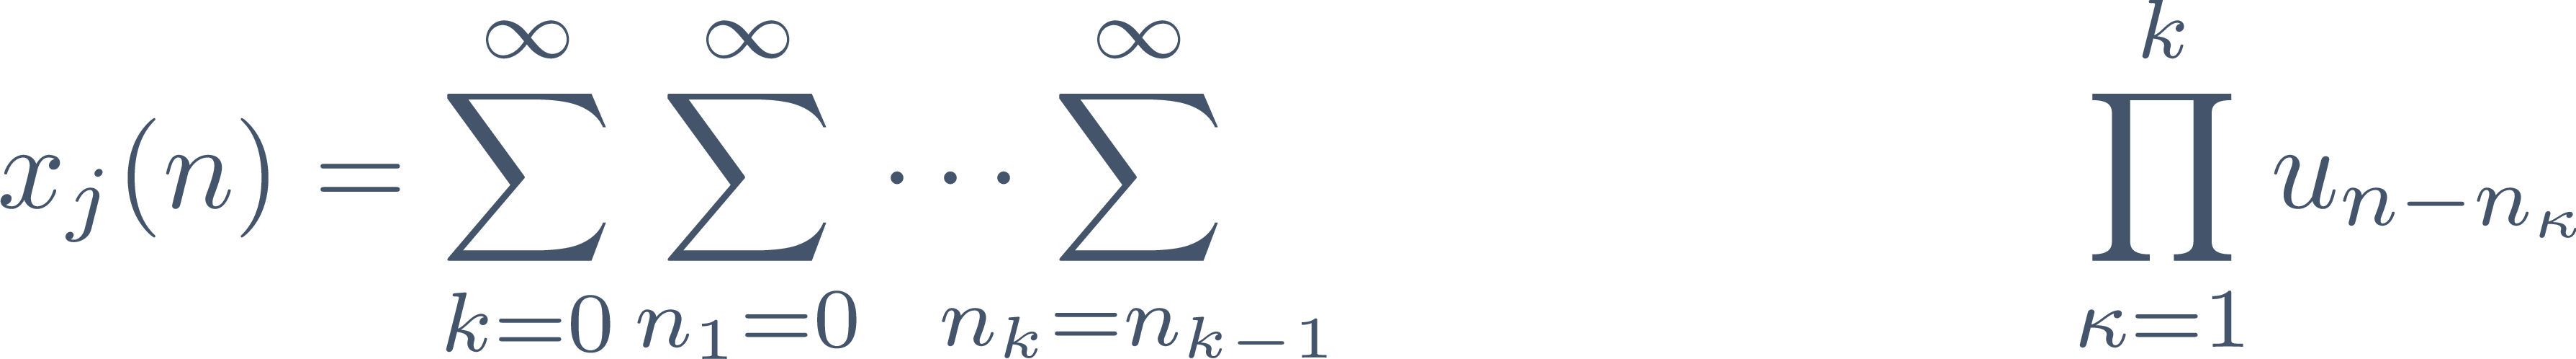 $x_j(n) = \sum_{k=0}^{\infty} \sum_{n_1=0}^{\infty} \cdots \sum_{n_k=n_{k-1}}^{\infty} \qquad \prod_{\kappa=1}^{k} u_{n-n_\kappa}$